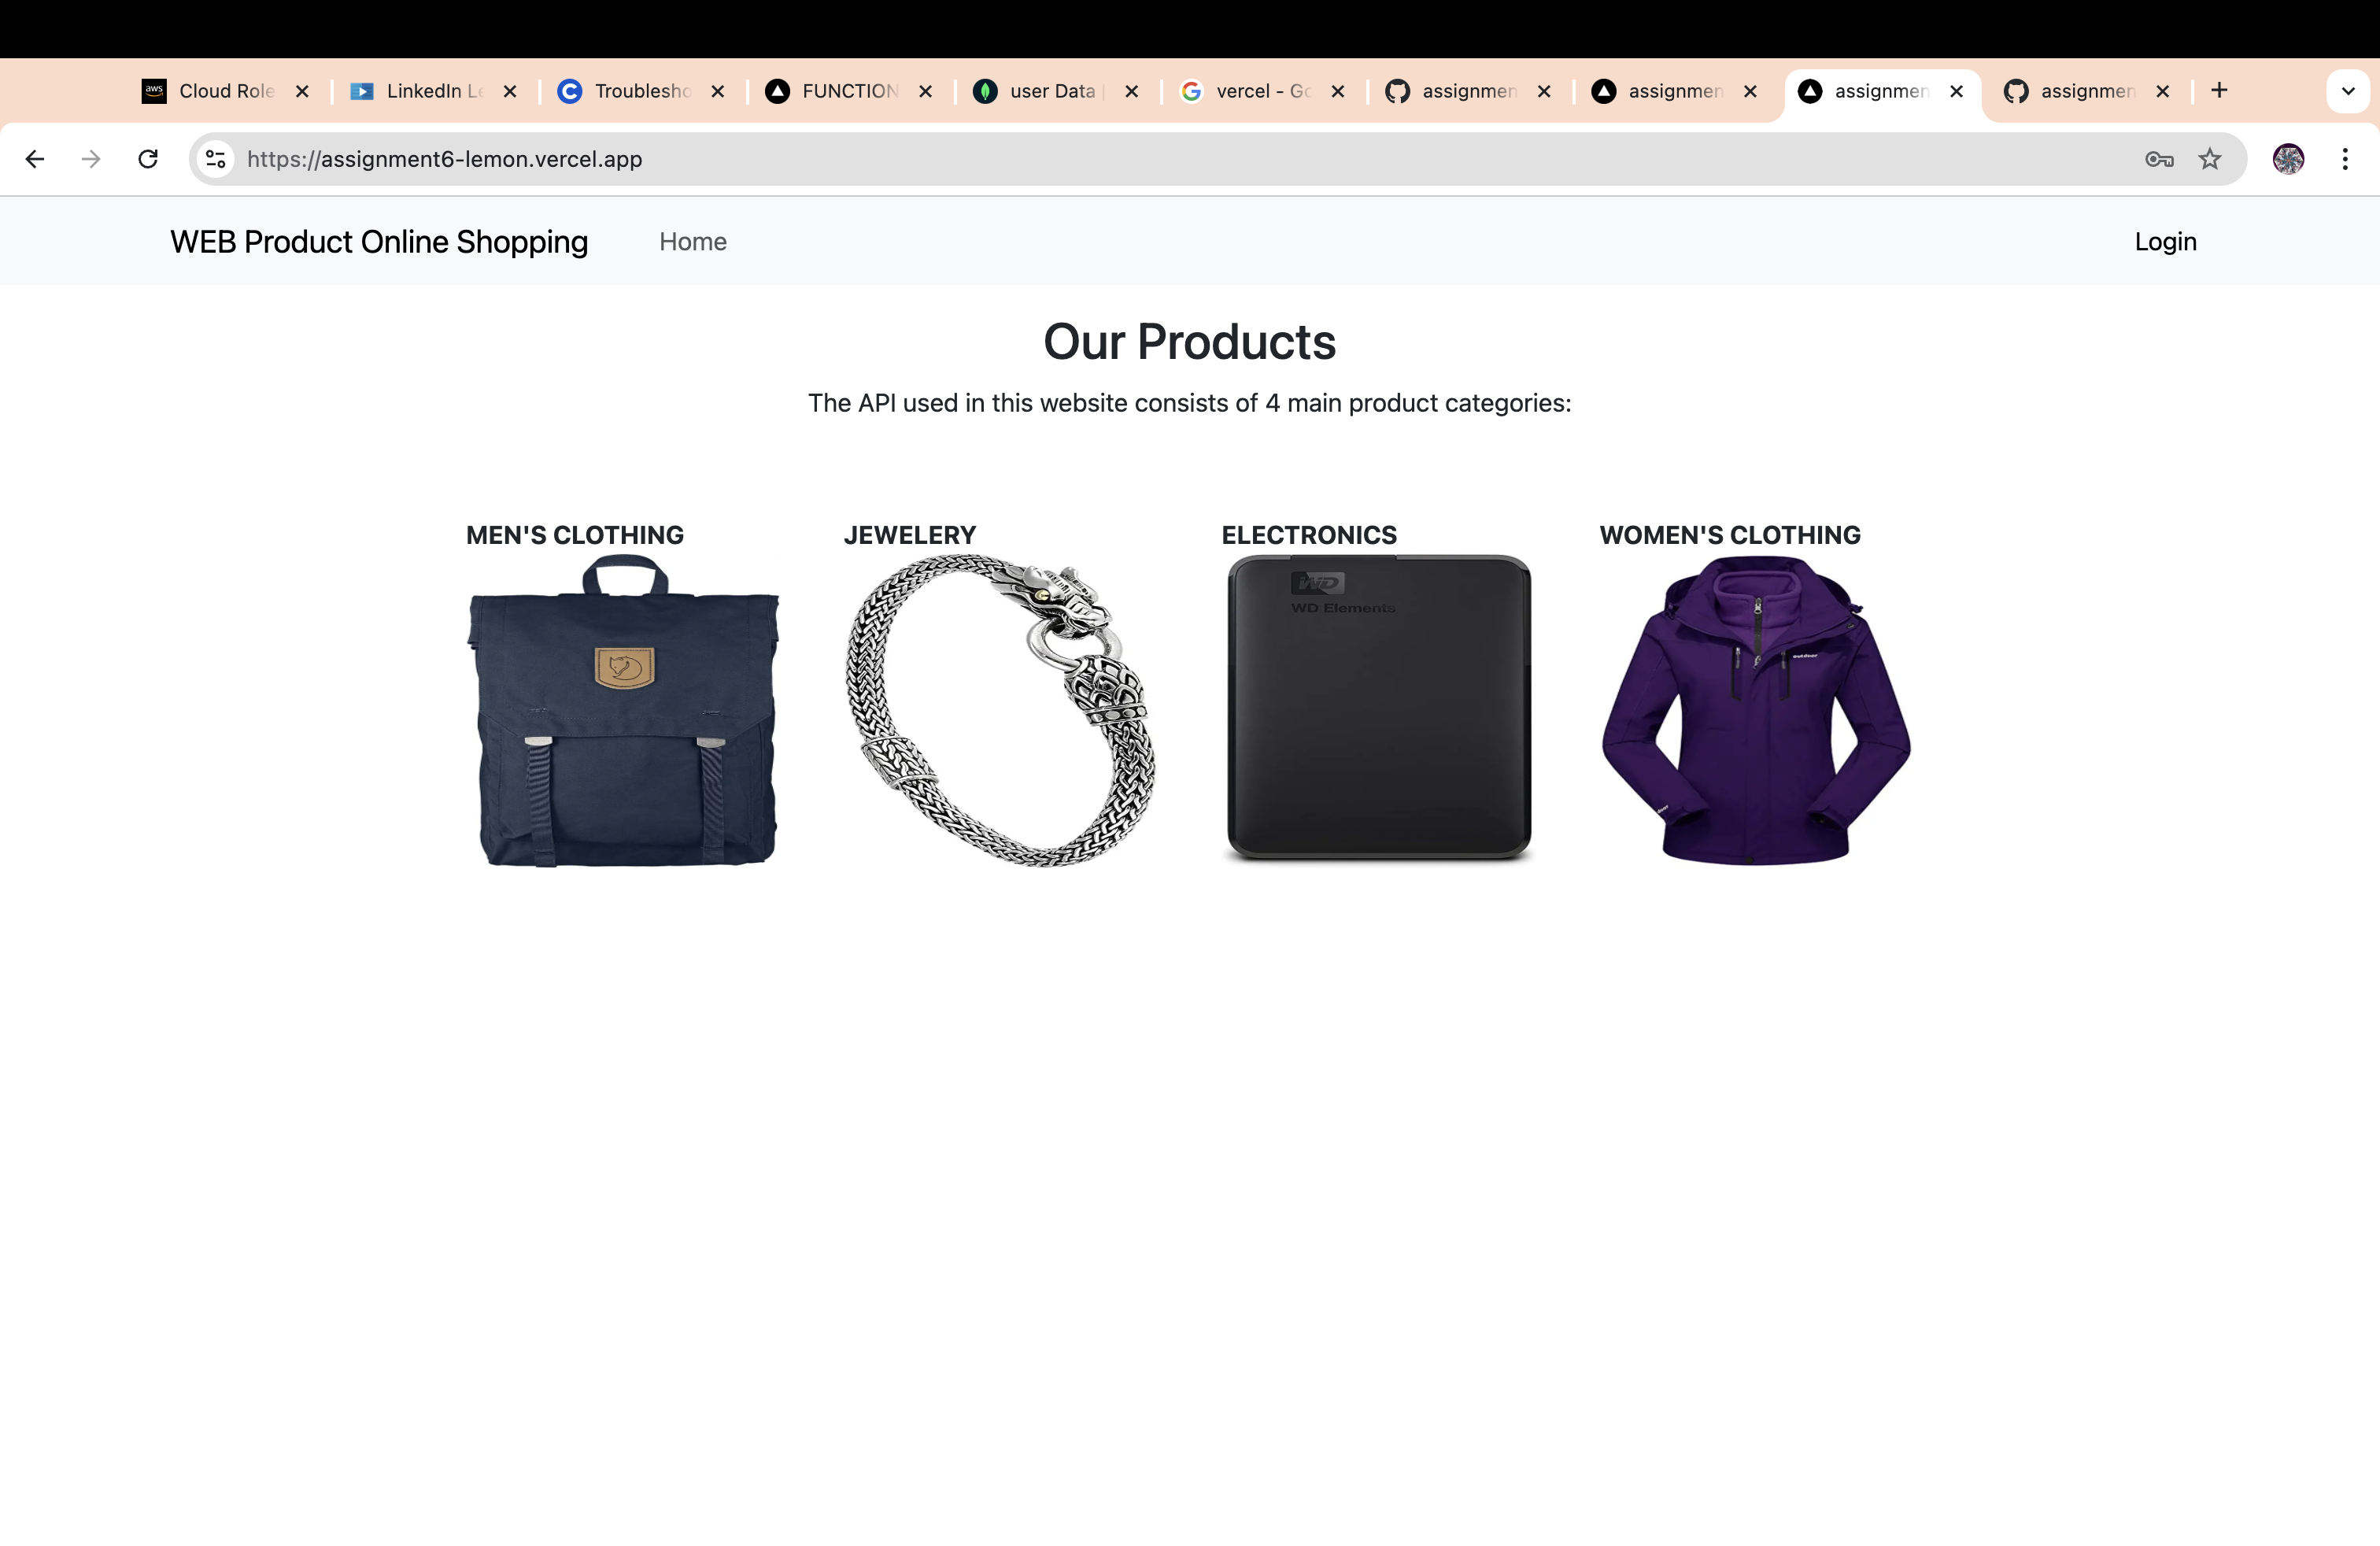 Cloud Role
LinkedIn Le
Troublesho
FUNCTION
user Data
vercel - Go
assignmen
assignmen
assignmen
assignmen
https://assignment6-lemon.vercel.app
WEB Product Online Shopping
Home
Login
Our Products
The API used in this website consists of 4 main product categories:
MEN'S CLOTHING
JEWELERY
ELECTRONICS
WOMEN'S CLOTHING
WD
WD Elements
outdoor